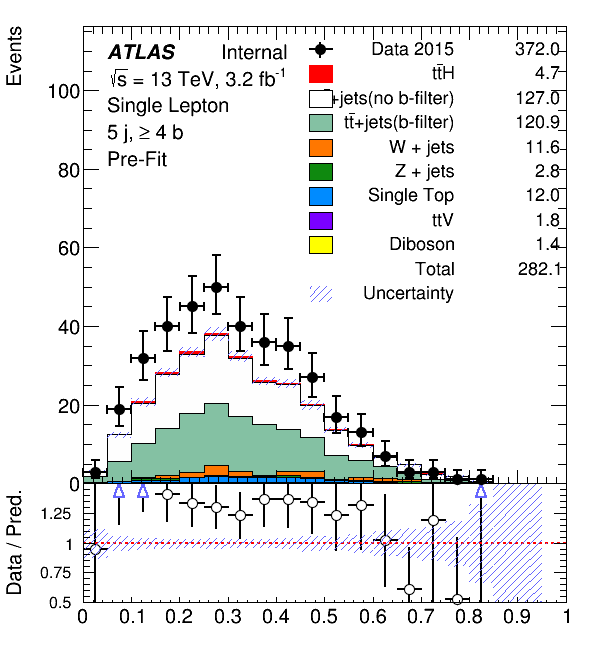 Events
ATLAS Internal
√s = 13 TeV, 3.2 fb⁻¹
Single Lepton
5 j, ≥ 4 b
Pre-Fit
Data 2015 372.0
tt̄H 4.7
+jets(no b-filter) 127.0
tt̄+jets(b-filter) 120.9
W + jets 11.6
Z + jets 2.8
Single Top 12.0
ttV 1.8
Diboson 1.4
Total 282.1
Uncertainty
100
80
60
40
20
0
Data / Pred.
1.25
1
0.75
0.5
0 0.1 0.2 0.3 0.4 0.5 0.6 0.7 0.8 0.9 1